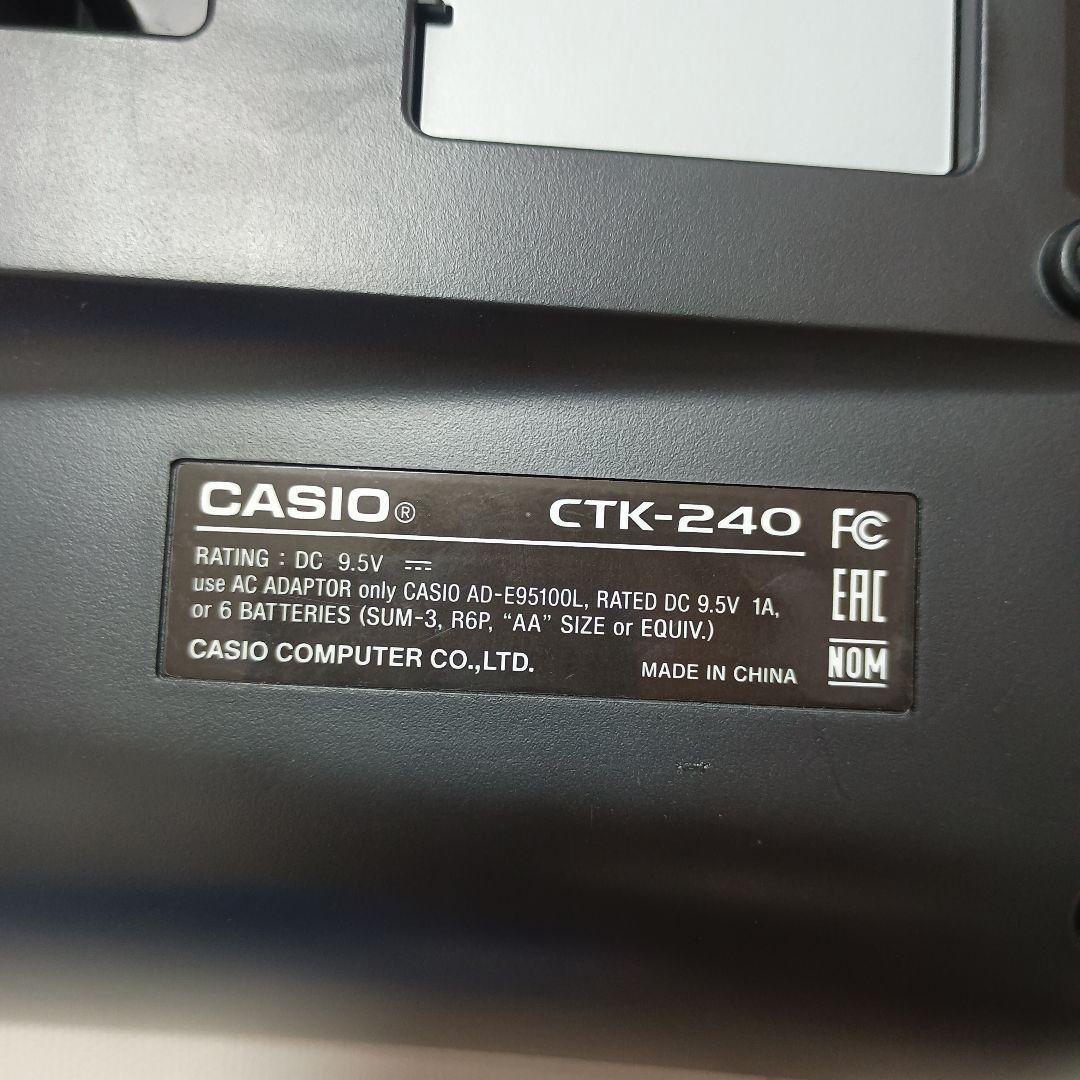 CASIO® CTK-240 FC
RATING : DC 9.5V ⎓
use AC ADAPTOR only CASIO AD-E95100L, RATED DC 9.5V 1A,
or 6 BATTERIES (SUM-3, R6P, “AA” SIZE or EQUIV.)
CASIO COMPUTER CO.,LTD. MADE IN CHINA
EAC
NOM